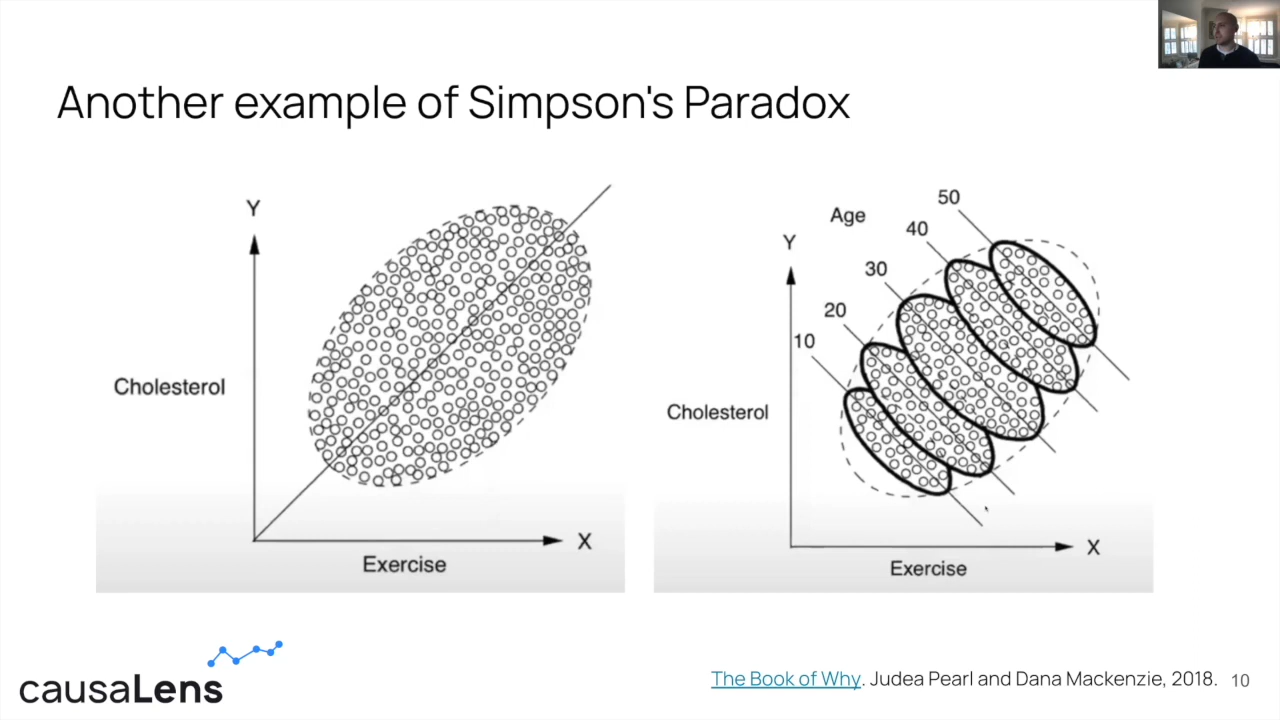 Another example of Simpson's Paradox
Y
Cholesterol
X
Exercise
Age
50
40
30
20
10
Y
Cholesterol
X
Exercise
causaLens
The Book of Why. Judea Pearl and Dana Mackenzie, 2018.
10